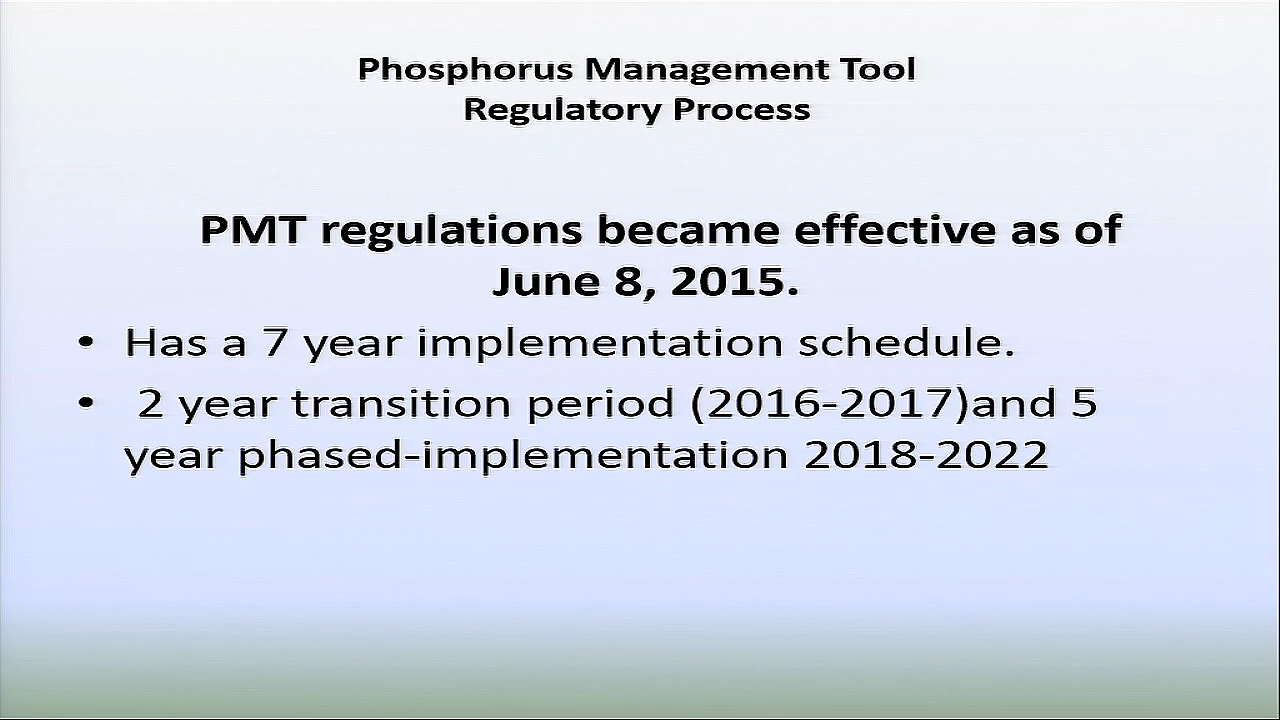 Phosphorus Management Tool
Regulatory Process
PMT regulations became effective as of
June 8, 2015.
• Has a 7 year implementation schedule.
• 2 year transition period (2016-2017)and 5
year phased-implementation 2018-2022